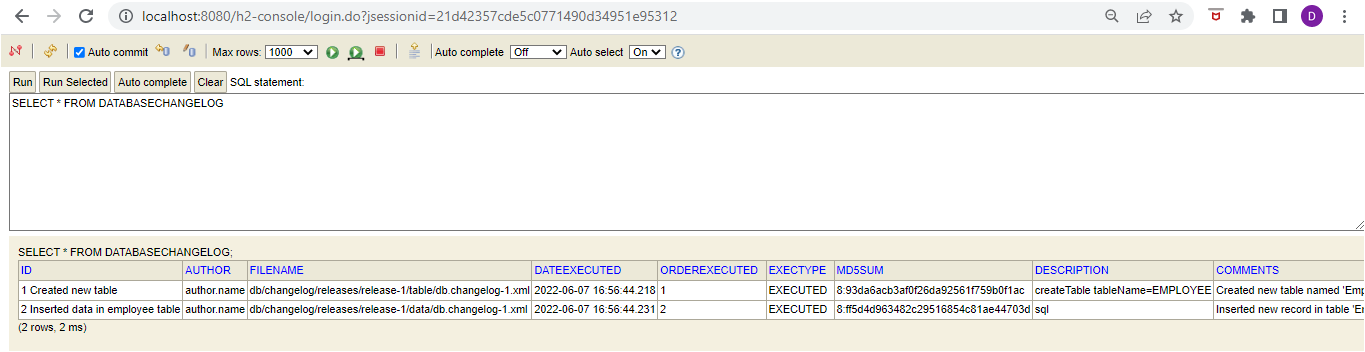 localhost:8080/h2-console/login.do?jsessionid=21d42357cde5c0771490d34951e95312
D
Auto commit Max rows: 1000 Auto complete Off Auto select On ?
Run Run Selected Auto complete Clear SQL statement:
SELECT * FROM DATABASECHANGELOG
SELECT * FROM DATABASECHANGELOG;
ID AUTHOR FILENAME DATEEXECUTED ORDEREXECUTED EXECTYPE MD5SUM DESCRIPTION COMMENTS
1 Created new table author.name db/changelog/releases/release-1/table/db.changelog-1.xml 2022-06-07 16:56:44.218 1 EXECUTED 8:93da6acb3af0f26da92561f759b0f1ac createTable tableName=EMPLOYEE Created new table named 'Emp
2 Inserted data in employee table author.name db/changelog/releases/release-1/data/db.changelog-1.xml 2022-06-07 16:56:44.231 2 EXECUTED 8:ff5d4d963482c29516854c81ae44703d sql Inserted new record in table 'Em
(2 rows, 2 ms)